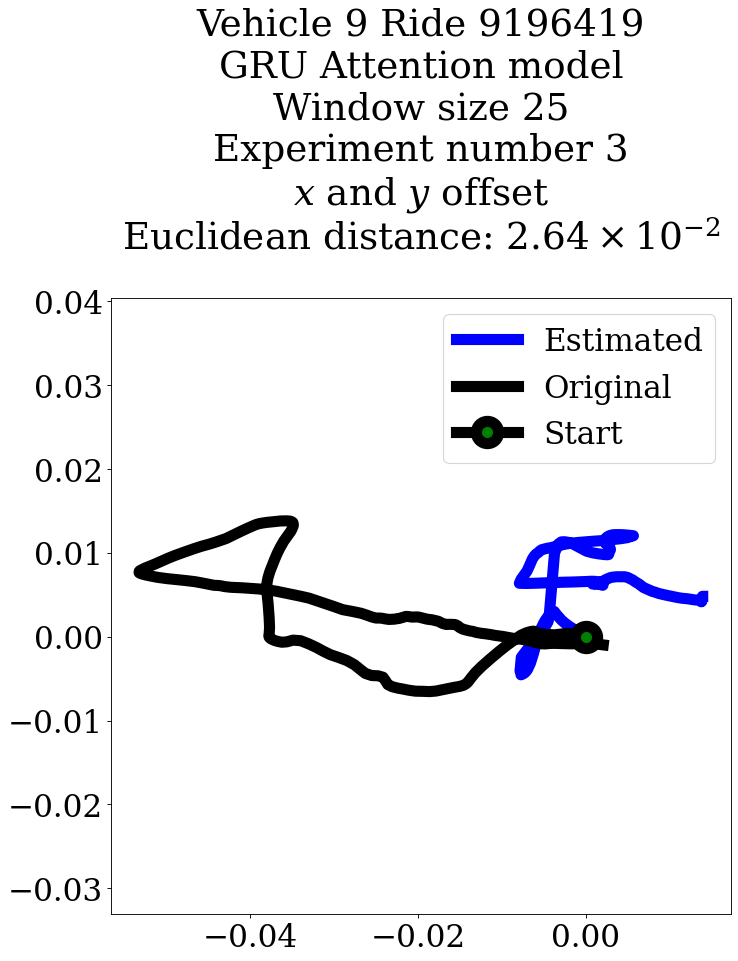 Vehicle 9 Ride 9196419
GRU Attention model
Window size 25
Experiment number 3
x and y offset
Euclidean distance: 2.64 × 10⁻²
0.04
0.03
0.02
0.01
0.00
−0.01
−0.02
−0.03
Estimated
Original
Start
−0.04 −0.02 0.00